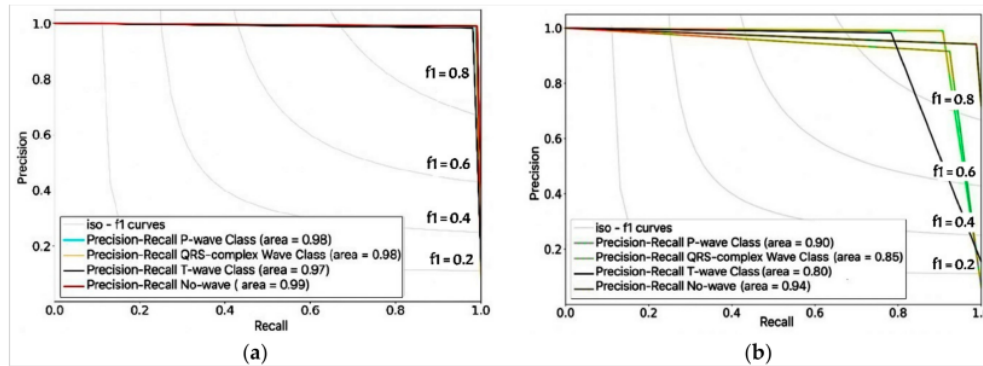 1.0
0.8
0.6
0.4
0.2
Precision
f1 = 0.8
f1 = 0.6
f1 = 0.4
f1 = 0.2
iso - f1 curves
Precision-Recall P-wave Class (area = 0.98)
Precision-Recall QRS-complex Wave Class (area = 0.98)
Precision-Recall T-wave Class (area = 0.97)
Precision-Recall No-wave ( area = 0.99)
0.0 0.2 0.4 0.6 0.8 1.0
Recall
(a)
1.0
0.8
0.6
0.4
0.2
Precision
f1 = 0.8
f1 = 0.6
f1 = 0.4
f1 = 0.2
iso - f1 curves
Precision-Recall P-wave Class (area = 0.90)
Precision-Recall QRS-complex Wave Class (area = 0.85)
Precision-Recall T-wave Class (area = 0.80)
Precision-Recall No-wave (area = 0.94)
0.0 0.2 0.4 0.6 0.8 1.0
Recall
(b)